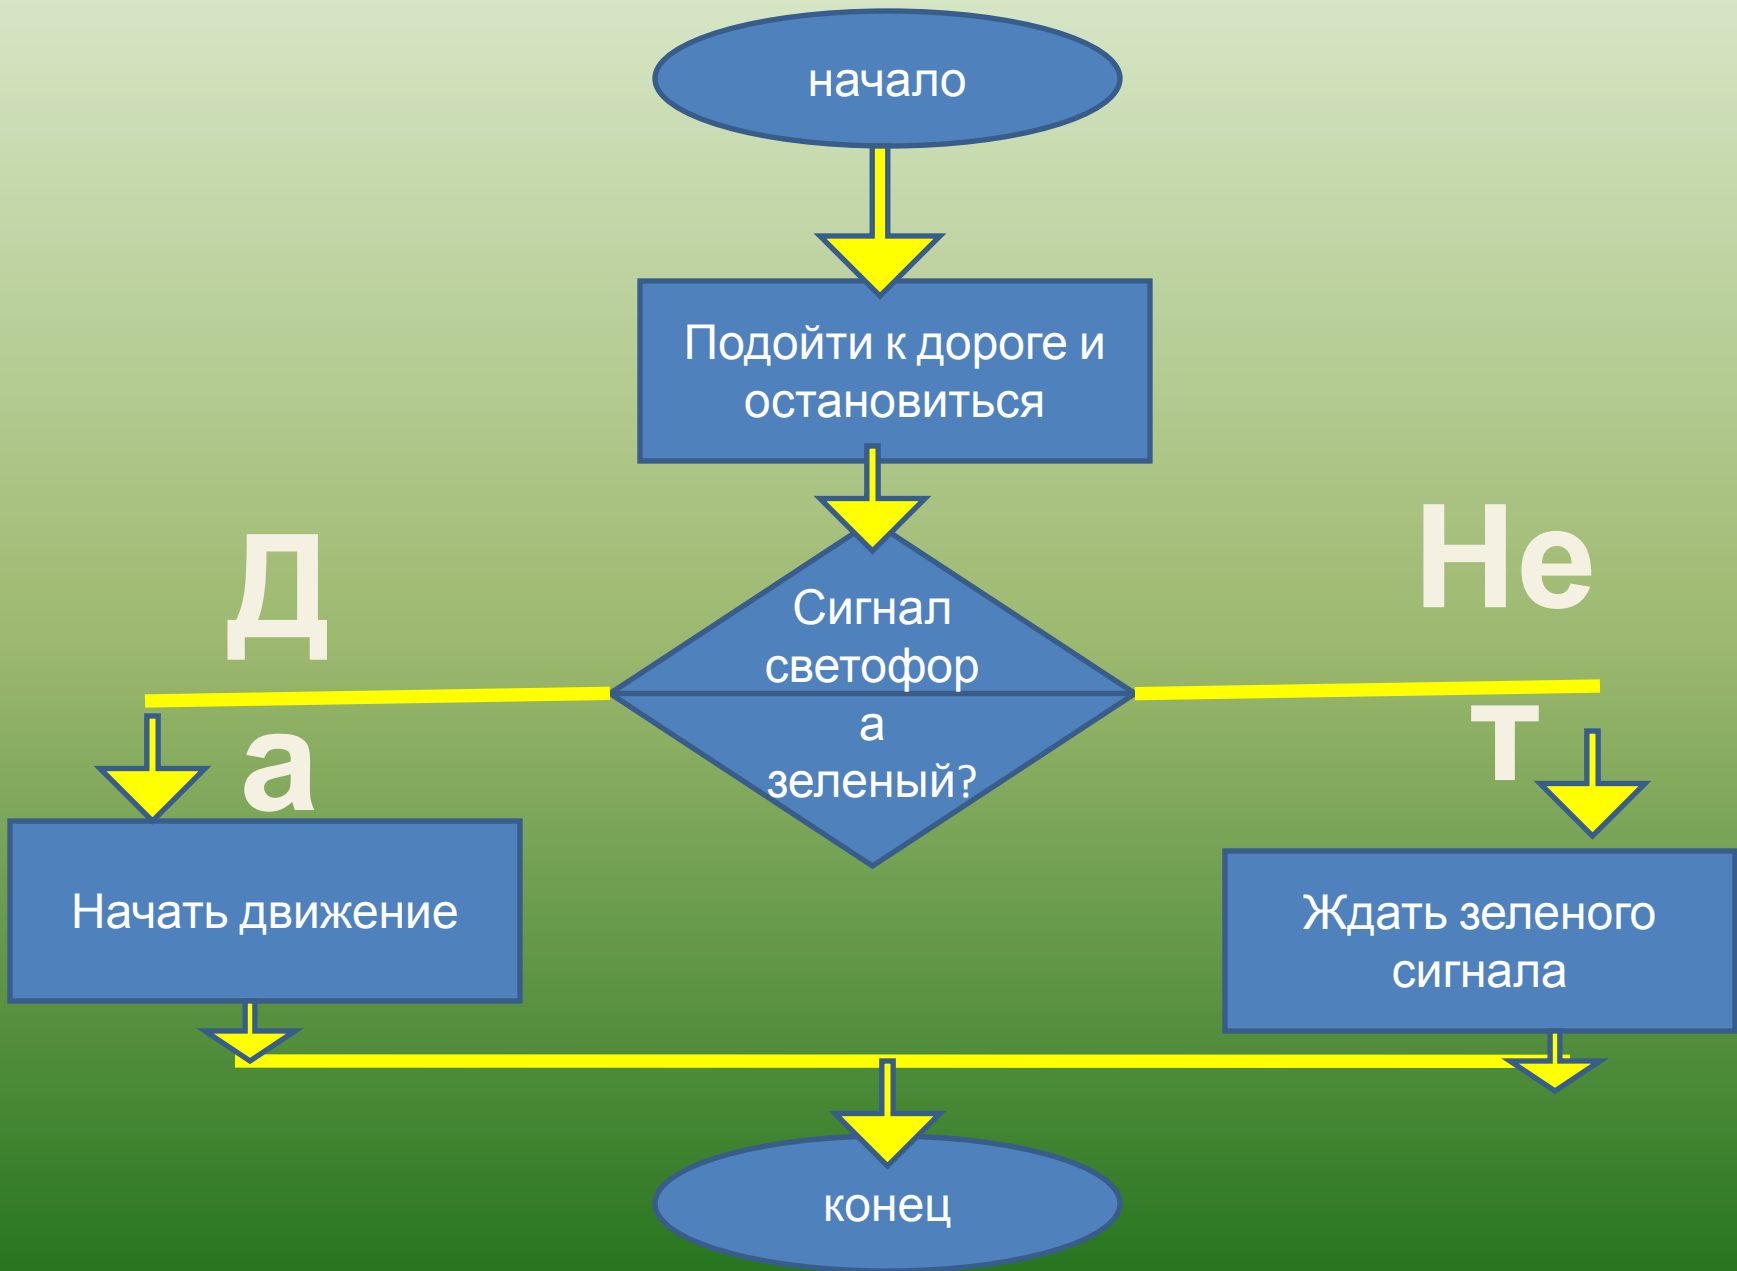 начало
Подойти к дороге и
остановиться
Д
а
Не
т
Сигнал
светофор
а
зеленый?
Начать движение
Ждать зеленого
сигнала
конец